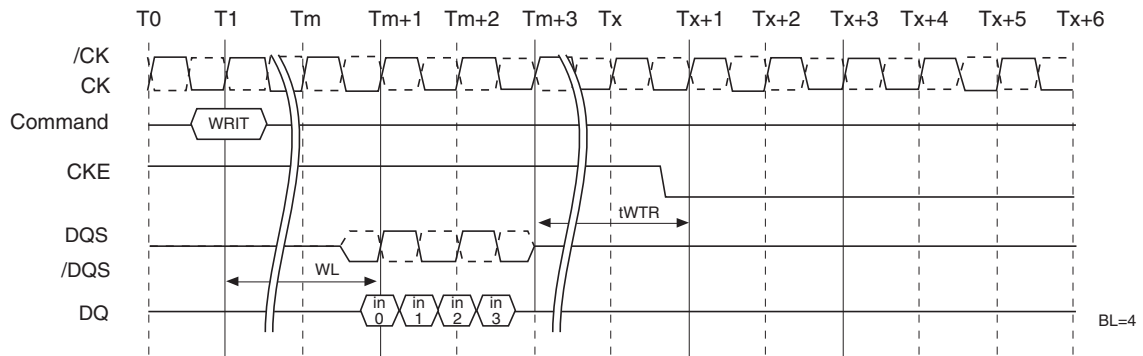 T0 T1 Tm Tm+1 Tm+2 Tm+3 Tx Tx+1 Tx+2 Tx+3 Tx+4 Tx+5 Tx+6
/CK
CK
Command WRIT
CKE
tWTR
DQS
/DQS WL
DQ in 0 in 1 in 2 in 3
BL=4